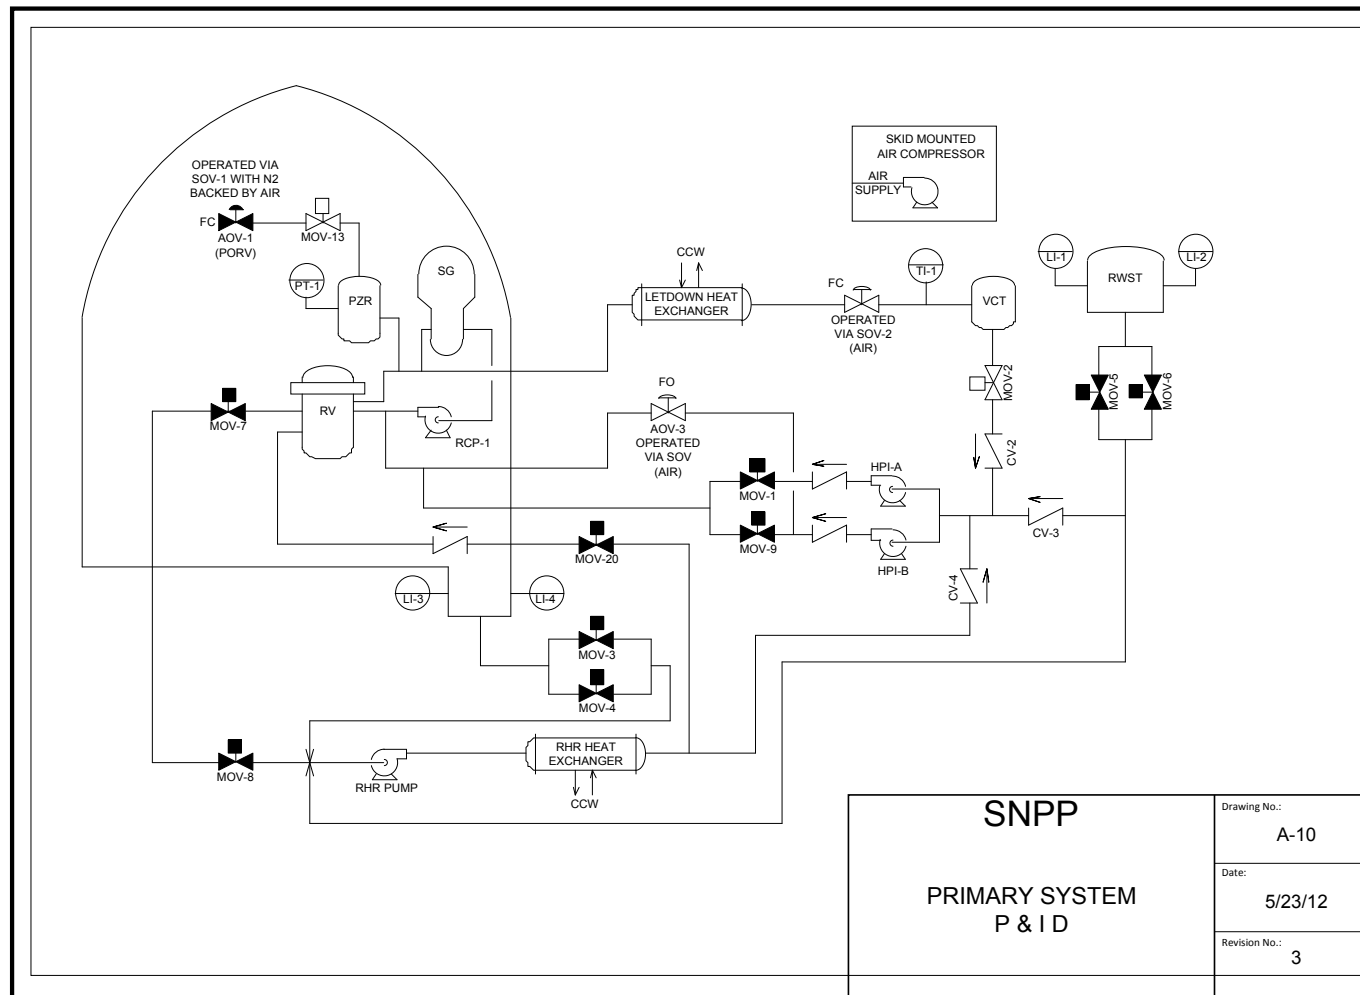 OPERATED VIA
SOV-1 WITH N2
BACKED BY AIR
FC
AOV-1
(PORV)
MOV-13
PT-1
PZR
SG
SKID MOUNTED
AIR COMPRESSOR
AIR
SUPPLY
CCW
LETDOWN HEAT
EXCHANGER
FC
OPERATED
VIA SOV-2
(AIR)
TI-1
VCT
LI-1
RWST
LI-2
MOV-2
MOV-5
MOV-6
MOV-7
RV
RCP-1
FO
AOV-3
OPERATED
VIA SOV
(AIR)
CV-2
HPI-A
MOV-1
MOV-9
HPI-B
CV-3
MOV-20
CV-4
LI-3
LI-4
MOV-3
MOV-4
MOV-8
RHR PUMP
RHR HEAT
EXCHANGER
CCW
SNPP
PRIMARY SYSTEM
P & I D
Drawing No.:
A-10
Date:
5/23/12
Revision No.:
3